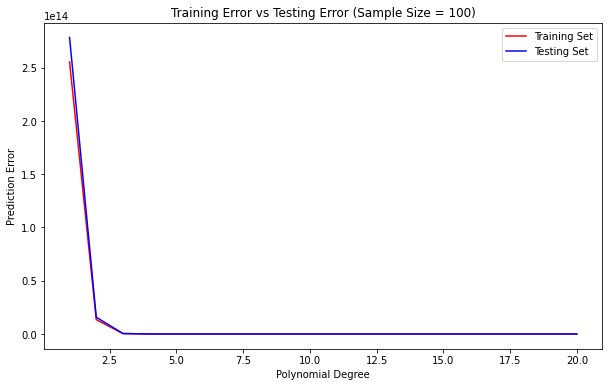 Training Error vs Testing Error (Sample Size = 100)
1e14
Training Set
Testing Set
2.5
2.0
1.5
1.0
0.5
0.0
Prediction Error
2.5
5.0
7.5
10.0
12.5
15.0
17.5
20.0
Polynomial Degree